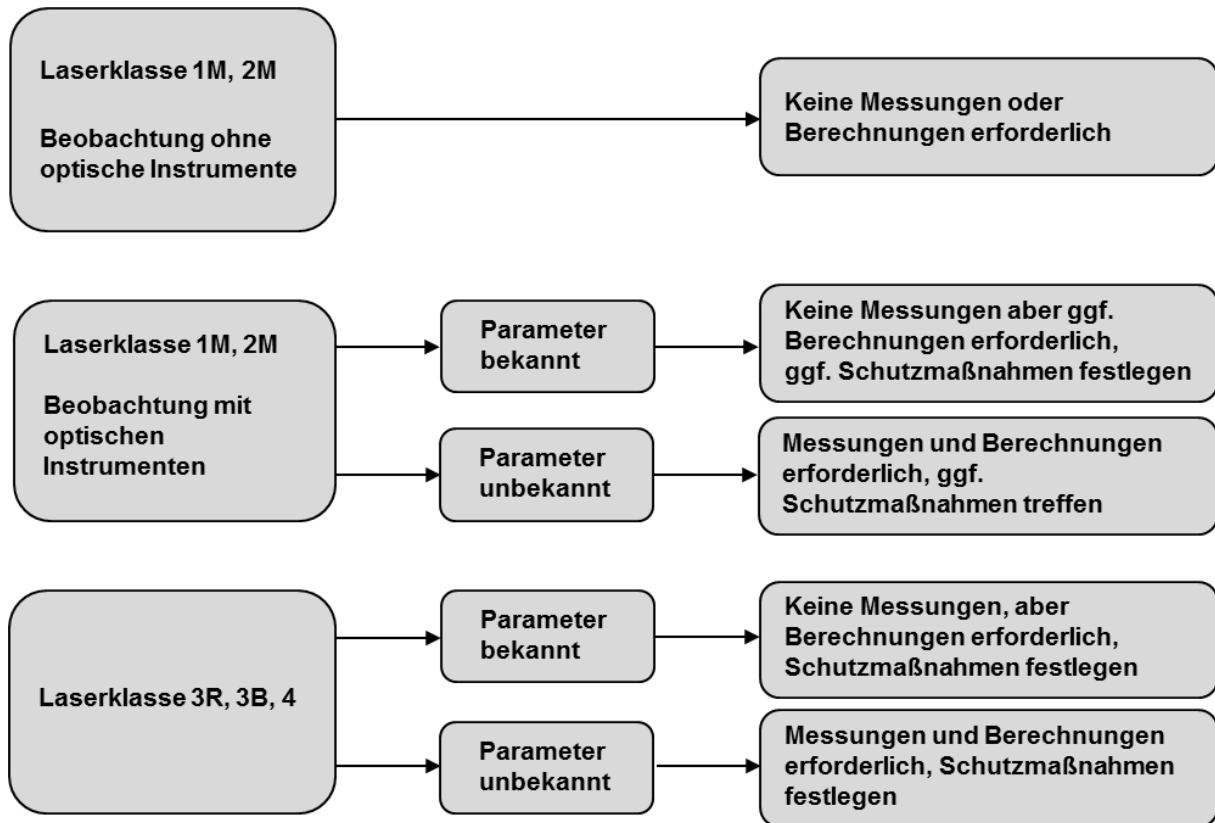 Laserklasse 1M, 2M
Beobachtung ohne
optische Instrumente
Keine Messungen oder
Berechnungen erforderlich
Laserklasse 1M, 2M
Beobachtung mit
optischen
Instrumenten
Parameter
bekannt
Keine Messungen aber ggf.
Berechnungen erforderlich,
ggf. Schutzmaßnahmen festlegen
Parameter
unbekannt
Messungen und Berechnungen
erforderlich, ggf.
Schutzmaßnahmen treffen
Laserklasse 3R, 3B, 4
Parameter
bekannt
Keine Messungen, aber
Berechnungen erforderlich,
Schutzmaßnahmen festlegen
Parameter
unbekannt
Messungen und Berechnungen
erforderlich, Schutzmaßnahmen
festlegen